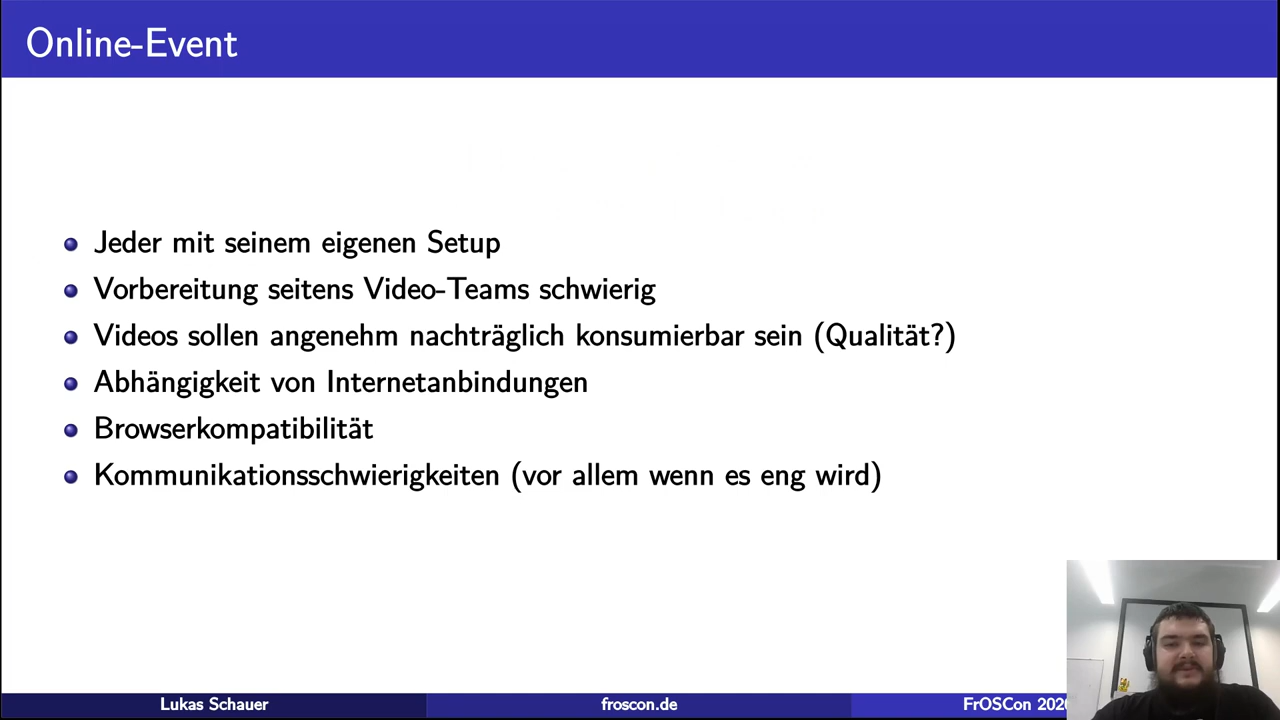 Online-Event
Jeder mit seinem eigenen Setup
Vorbereitung seitens Video-Teams schwierig
Videos sollen angenehm nachträglich konsumierbar sein (Qualität?)
Abhängigkeit von Internetanbindungen
Browserkompatibilität
Kommunikationsschwierigkeiten (vor allem wenn es eng wird)
Lukas Schauer
froscon.de
FrOSCon 2020